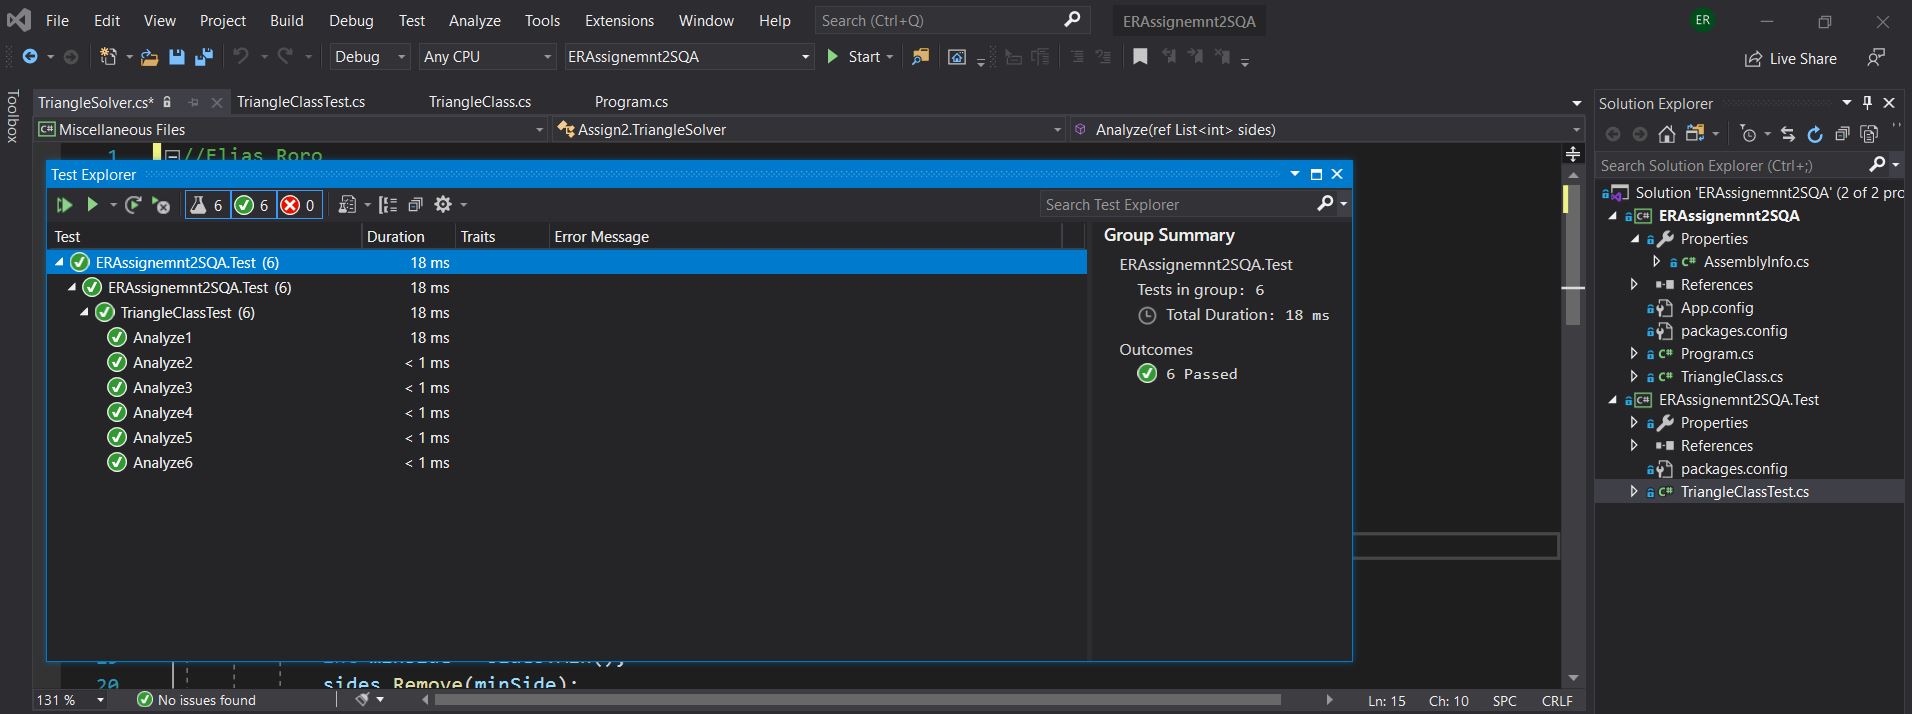 File Edit View Project Build Debug Test Analyze Tools Extensions Window Help Search (Ctrl+Q) ERAssignemnt2SQA ER
Debug Any CPU ERAssignemnt2SQA Start Live Share
Toolbox
TriangleSolver.cs* TriangleClassTest.cs TriangleClass.cs Program.cs
C# Miscellaneous Files Assign2.TriangleSolver Analyze(ref List<int> sides)
1 //Elias Roro
Test Explorer
6 6 0 Search Test Explorer
Test Duration Traits Error Message
ERAssignemnt2SQA.Test (6) 18 ms
ERAssignemnt2SQA.Test (6) 18 ms
TriangleClassTest (6) 18 ms
Analyze1 18 ms
Analyze2 < 1 ms
Analyze3 < 1 ms
Analyze4 < 1 ms
Analyze5 < 1 ms
Analyze6 < 1 ms
Group Summary
ERAssignemnt2SQA.Test
Tests in group: 6
Total Duration: 18 ms
Outcomes
6 Passed
20 sides.Remove(minSide);
131 % No issues found Ln: 15 Ch: 10 SPC CRLF
Solution Explorer
Search Solution Explorer (Ctrl+;)
Solution 'ERAssignemnt2SQA' (2 of 2 pro
C# ERAssignemnt2SQA
Properties
C# AssemblyInfo.cs
References
App.config
packages.config
C# Program.cs
C# TriangleClass.cs
C# ERAssignemnt2SQA.Test
Properties
References
packages.config
C# TriangleClassTest.cs